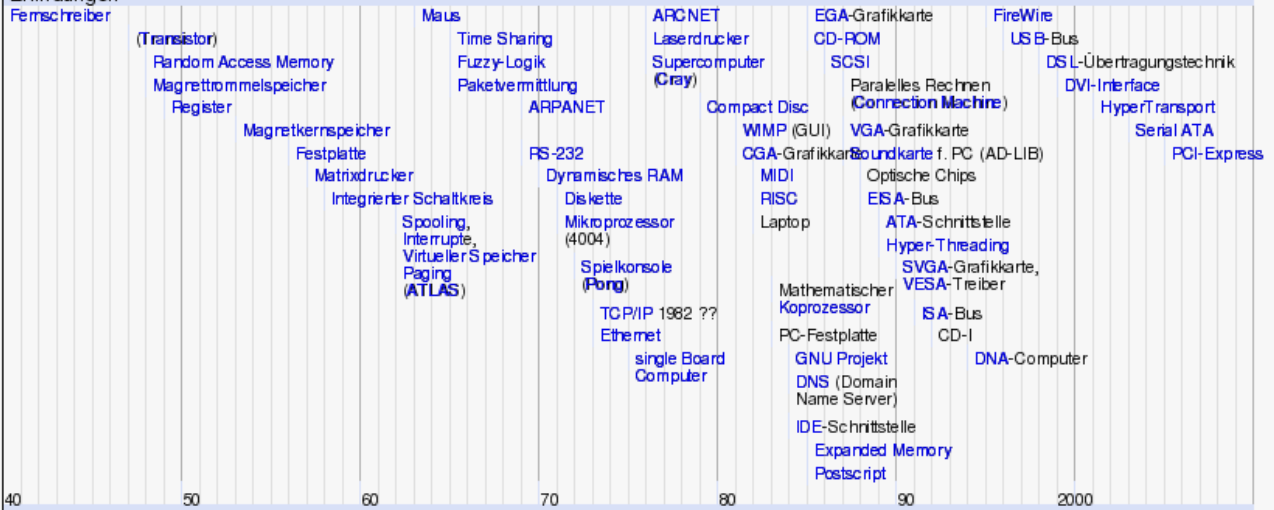 Fernschreiber
Maus
ARCNET
EGA-Grafikkarte
FireWire
(Transistor)
Time Sharing
Laserdrucker
CD-ROM
USB-Bus
Random Access Memory
Fuzzy-Logik
Supercomputer
(Cray)
SCSI
DSL-Übertragungstechnik
Magnettrommelspeicher
Paketvermittlung
Paralelles Rechnen
(Connection Machine)
DVI-Interface
Register
ARPANET
Compact Disc
HyperTransport
Magnetkernspeicher
WIMP (GUI)
VGA-Grafikkarte
Serial ATA
Festplatte
RS-232
CGA-Grafikkarte
Soundkarte f. PC (AD-LIB)
PCI-Express
Matrixdrucker
Dynamisches RAM
MIDI
Optische Chips
Integrierter Schaltkreis
Diskette
RISC
EISA-Bus
Spooling,
Interrupte,
Virtueller Speicher
Paging
(ATLAS)
Mikroprozessor
(4004)
Laptop
ATA-Schnittstelle
Hyper-Threading
Spielkonsole
(Pong)
SVGA-Grafikkarte,
VESA-Treiber
Mathematischer
Koprozessor
TCP/IP 1982 ??
ISA-Bus
Ethernet
PC-Festplatte
CD-I
single Board
Computer
GNU Projekt
DNA-Computer
DNS (Domain
Name Server)
IDE-Schnittstelle
Expanded Memory
Postscript
40 50 60 70 80 90 2000